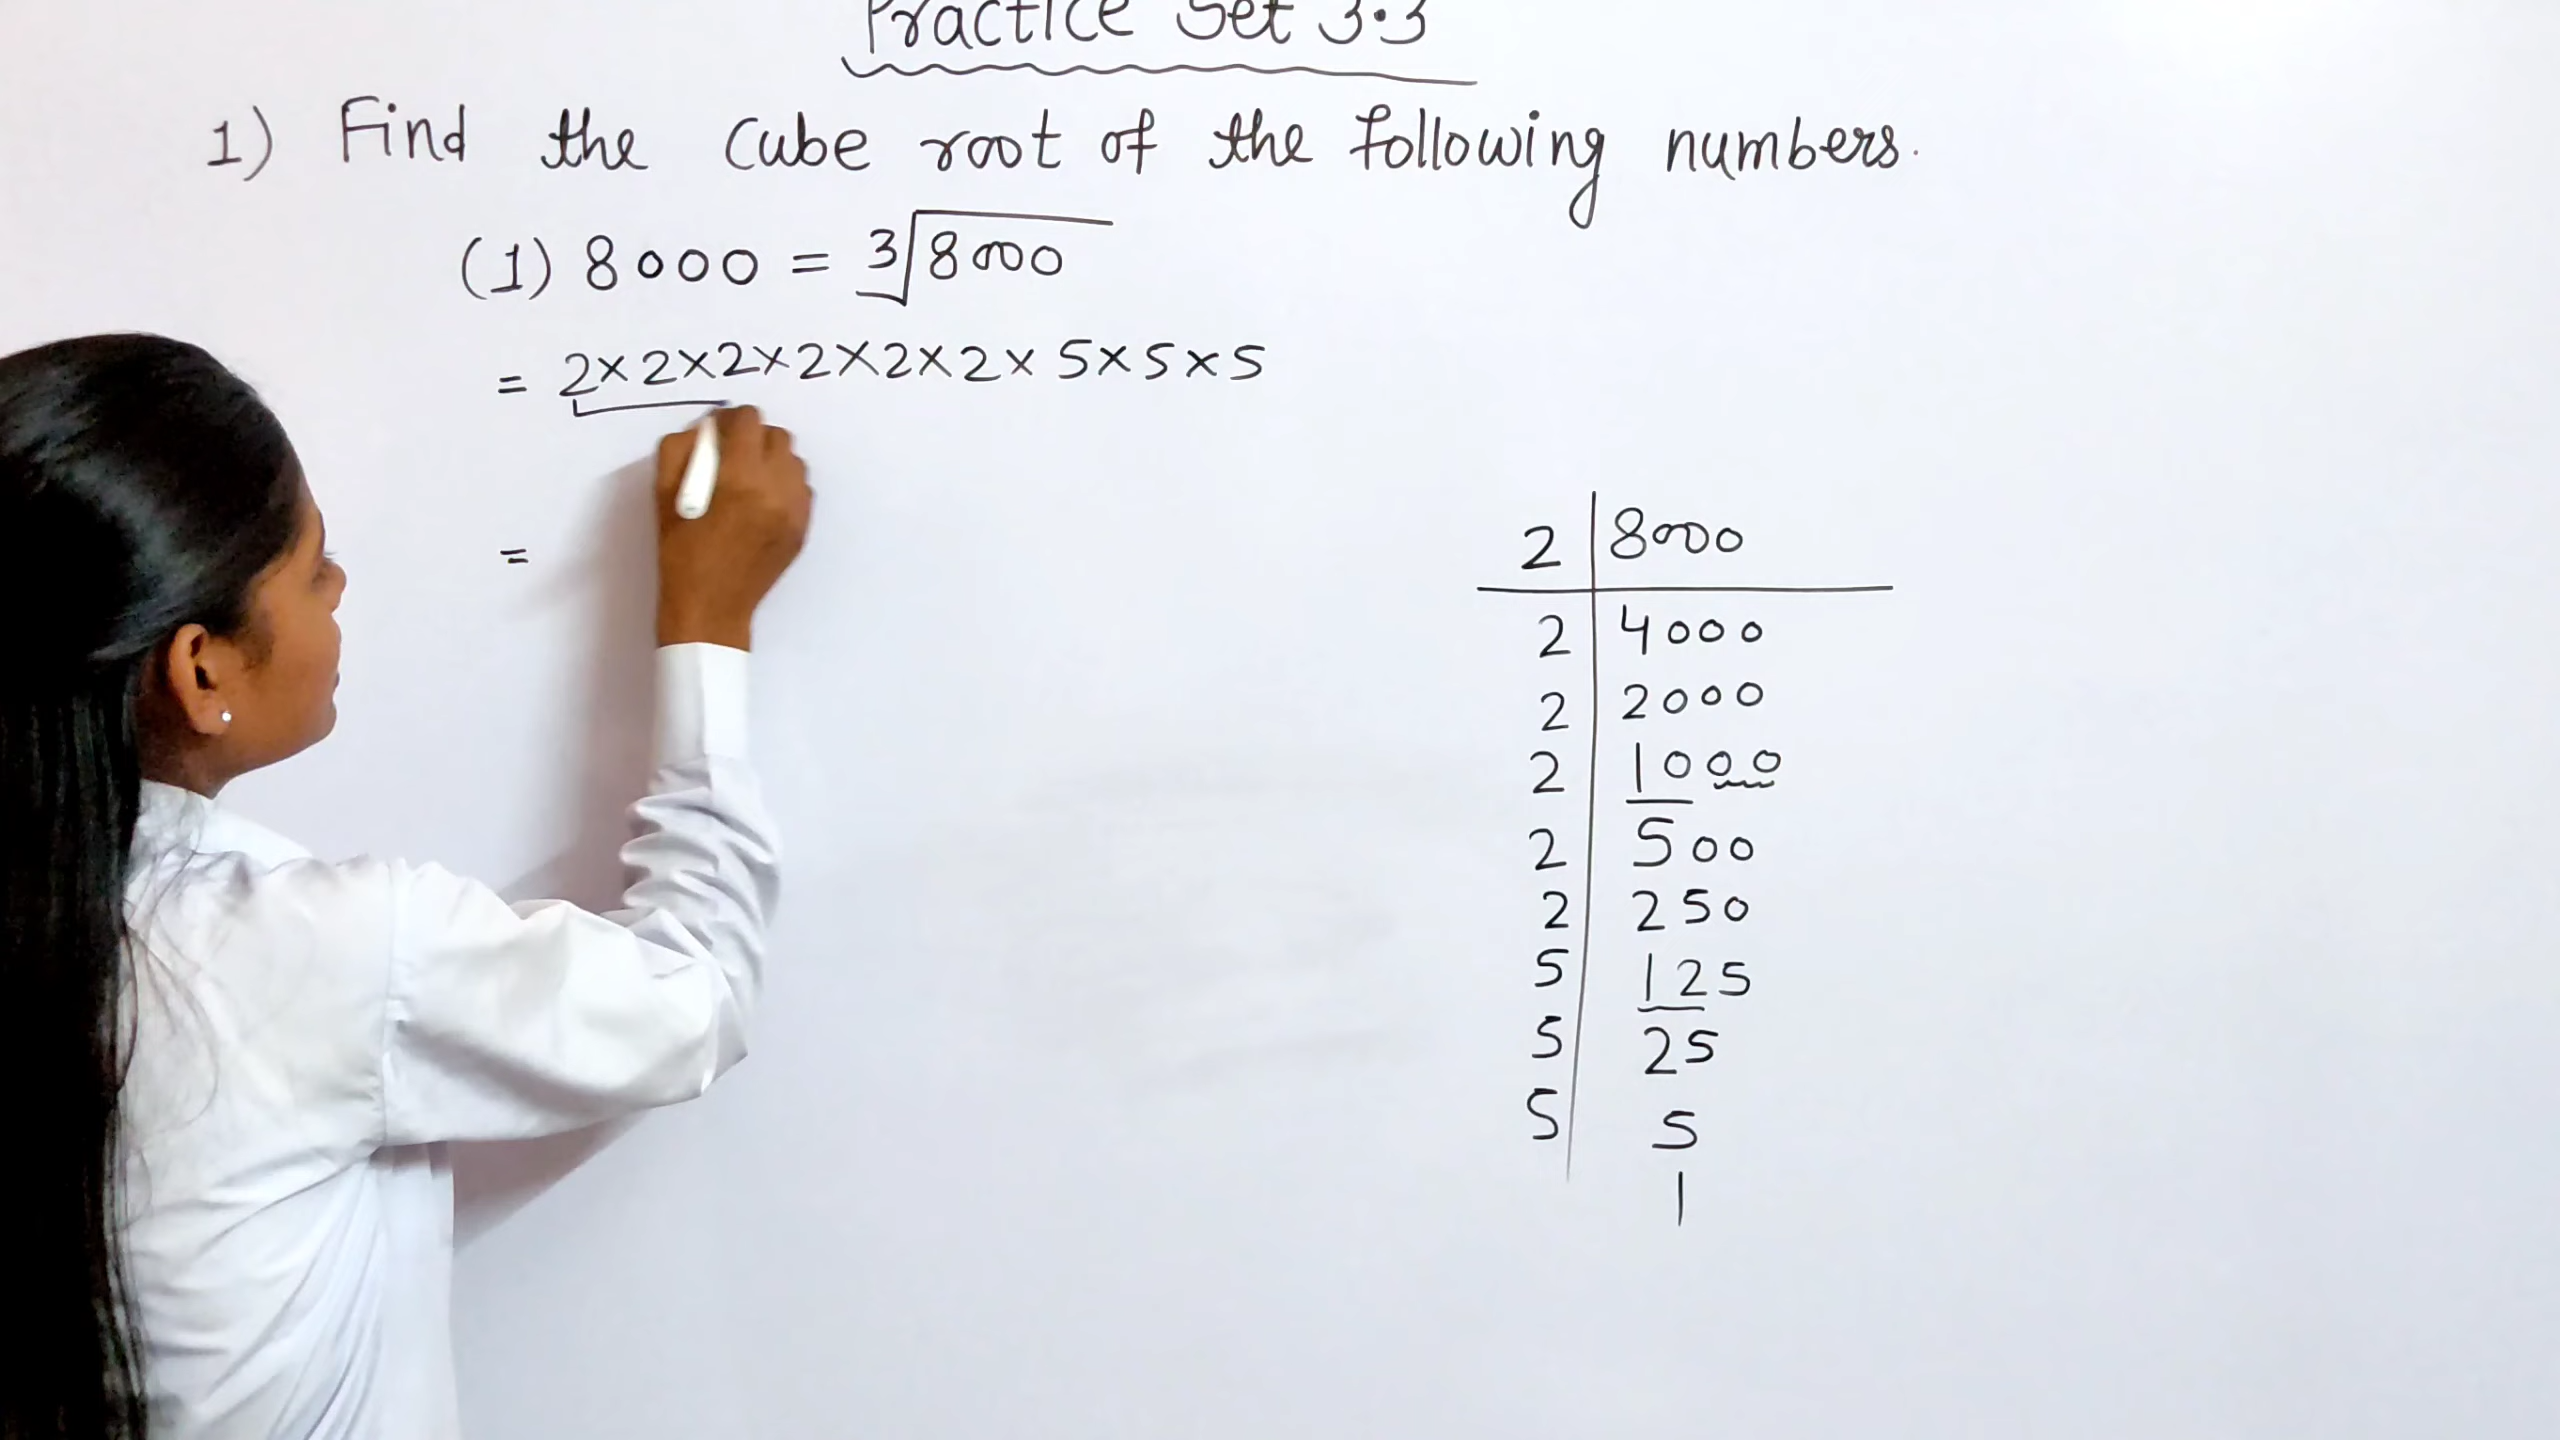 Practice Set 3.3
1) Find the Cube root of the following numbers.
(1) 8000 = ∛8000
= 2×2×2×2×2×2×5×5×5
=
2 | 8000
2 | 4000
2 | 2000
2 | 1000
2 | 500
2 | 250
5 | 125
5 | 25
5 | 5
1